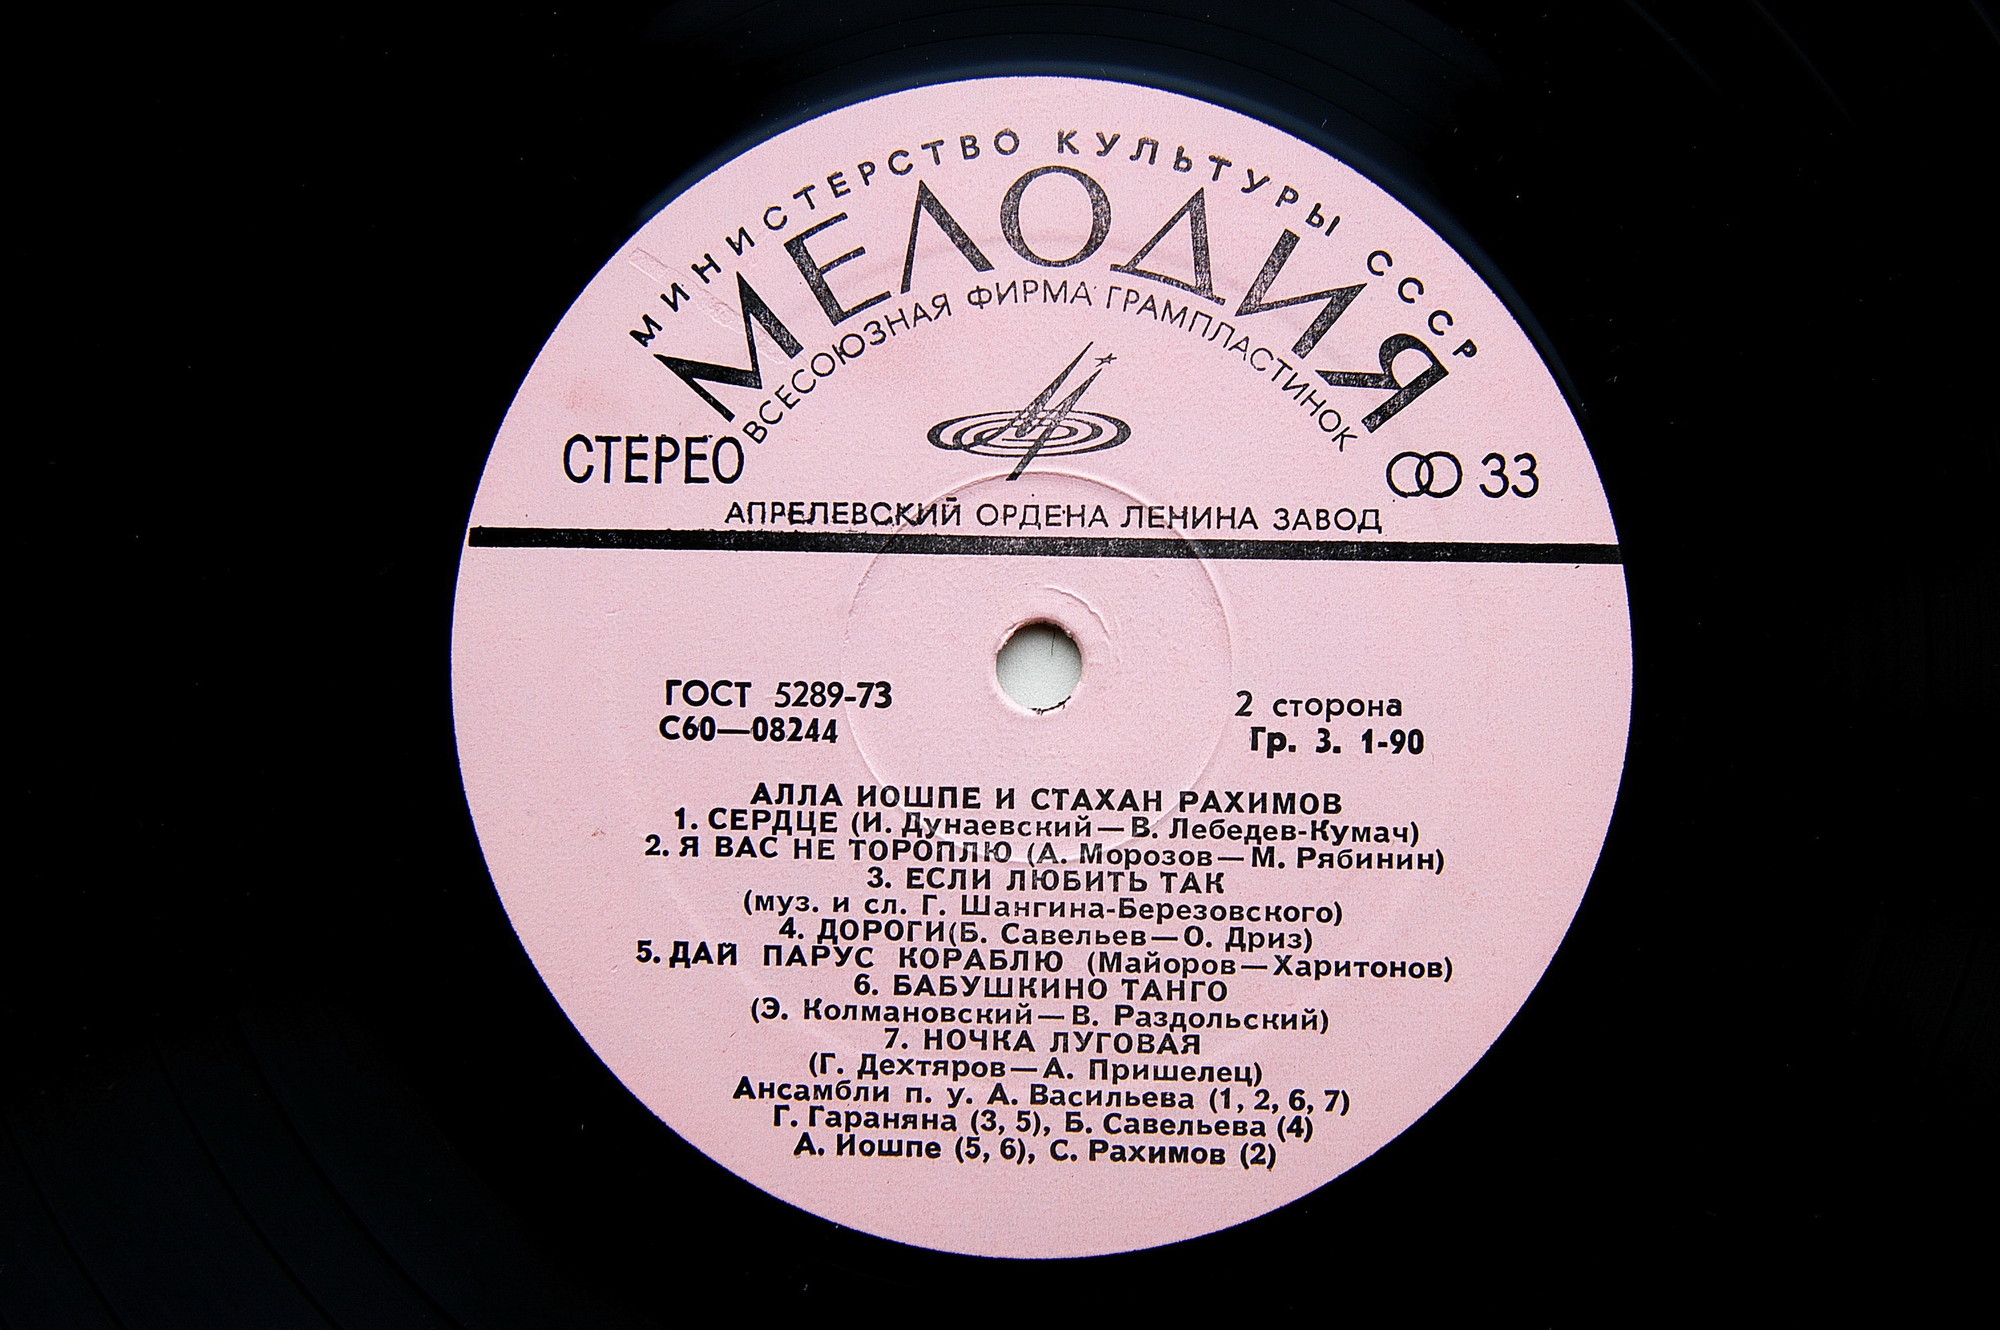 МИНИСТЕРСТВО КУЛЬТУРЫ СССР
МЕЛОДИЯ
ВСЕСОЮЗНАЯ ФИРМА ГРАМПЛАСТИНОК
СТЕРЕО
33
АПРЕЛЕВСКИЙ ОРДЕНА ЛЕНИНА ЗАВОД
ГОСТ 5289-73
С60—08244
2 сторона
Гр. 3. 1-90
АЛЛА ИОШПЕ И СТАХАН РАХИМОВ
1. СЕРДЦЕ (И. Дунаевский—В. Лебедев-Кумач)
2. Я ВАС НЕ ТОРОПЛЮ (А. Морозов—М. Рябинин)
3. ЕСЛИ ЛЮБИТЬ ТАК
(муз. и сл. Г. Шангина-Березовского)
4. ДОРОГИ(Б. Савельев—О. Дриз)
5. ДАЙ ПАРУС КОРАБЛЮ (Майоров—Харитонов)
6. БАБУШКИНО ТАНГО
(Э. Колмановский—В. Раздольский)
7. НОЧКА ЛУГОВАЯ
(Г. Дехтяров—А. Пришелец)
Ансамбли п. у. А. Васильева (1, 2, 6, 7)
Г. Гараняна (3, 5), Б. Савельева (4)
А. Иошпе (5, 6), С. Рахимов (2)